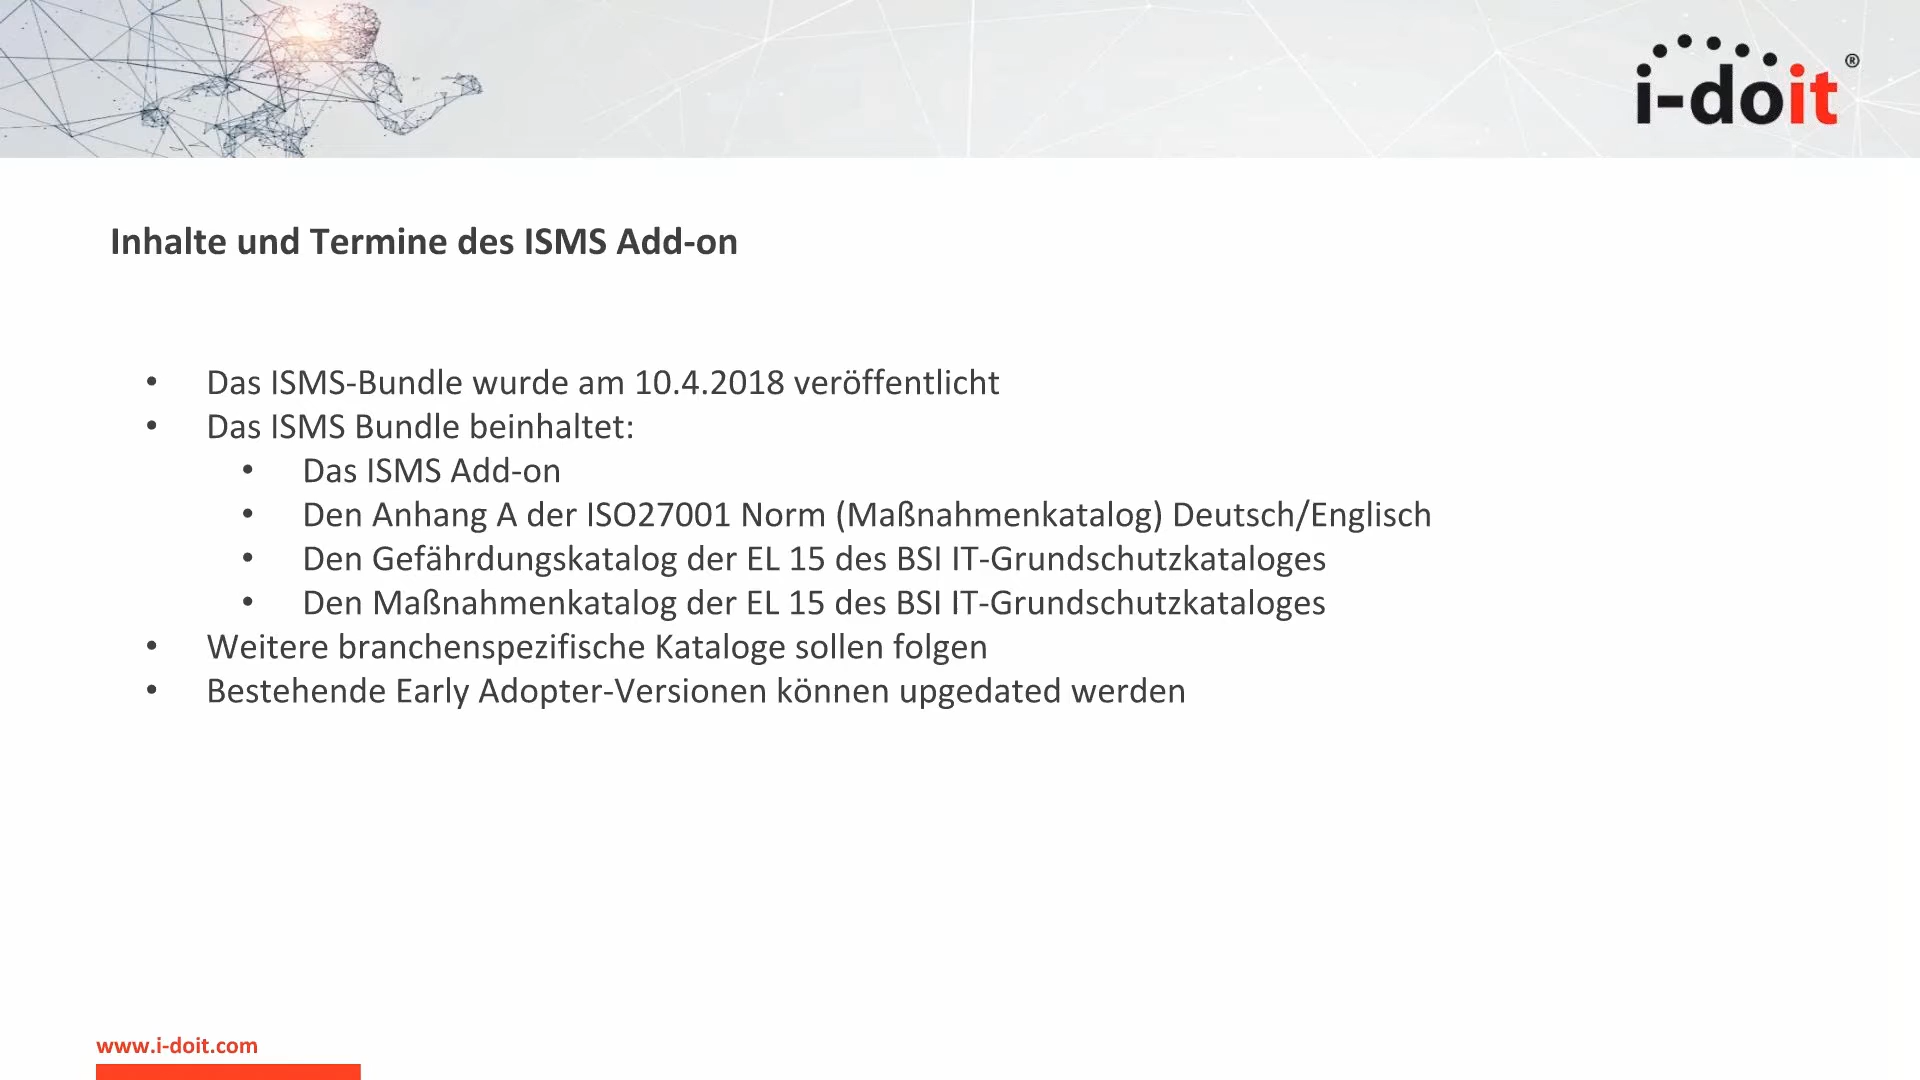 i-doit ®
Inhalte und Termine des ISMS Add-on
• Das ISMS-Bundle wurde am 10.4.2018 veröffentlicht
• Das ISMS Bundle beinhaltet:
• Das ISMS Add-on
• Den Anhang A der ISO27001 Norm (Maßnahmenkatalog) Deutsch/Englisch
• Den Gefährdungskatalog der EL 15 des BSI IT-Grundschutzkataloges
• Den Maßnahmenkatalog der EL 15 des BSI IT-Grundschutzkataloges
• Weitere branchenspezifische Kataloge sollen folgen
• Bestehende Early Adopter-Versionen können upgedated werden
www.i-doit.com